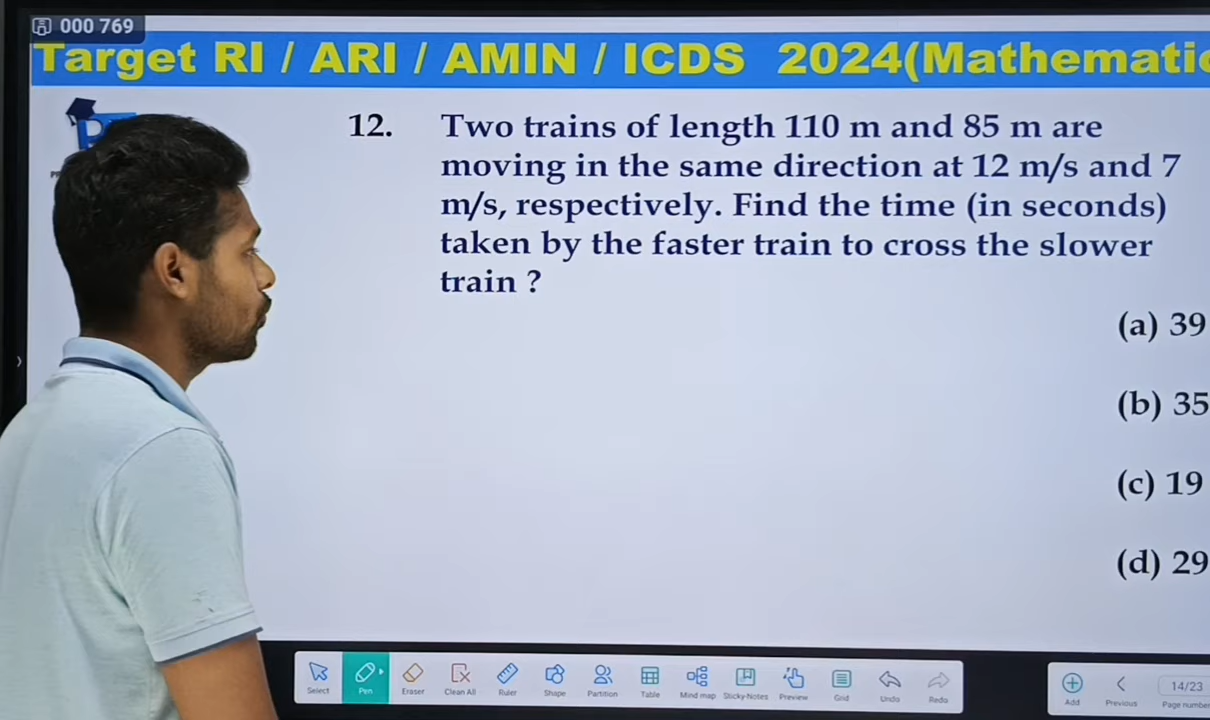 000 769
Target RI / ARI / AMIN / ICDS 2024(Mathematic
12. Two trains of length 110 m and 85 m are
moving in the same direction at 12 m/s and 7
m/s, respectively. Find the time (in seconds)
taken by the faster train to cross the slower
train ?
(a) 39
(b) 35
(c) 19
(d) 29
Select Pen Eraser Clean All Ruler Shape Partition Table Mind map Sticky-Notes Preview Grid Undo Redo
Add Previous 14/23
Page number